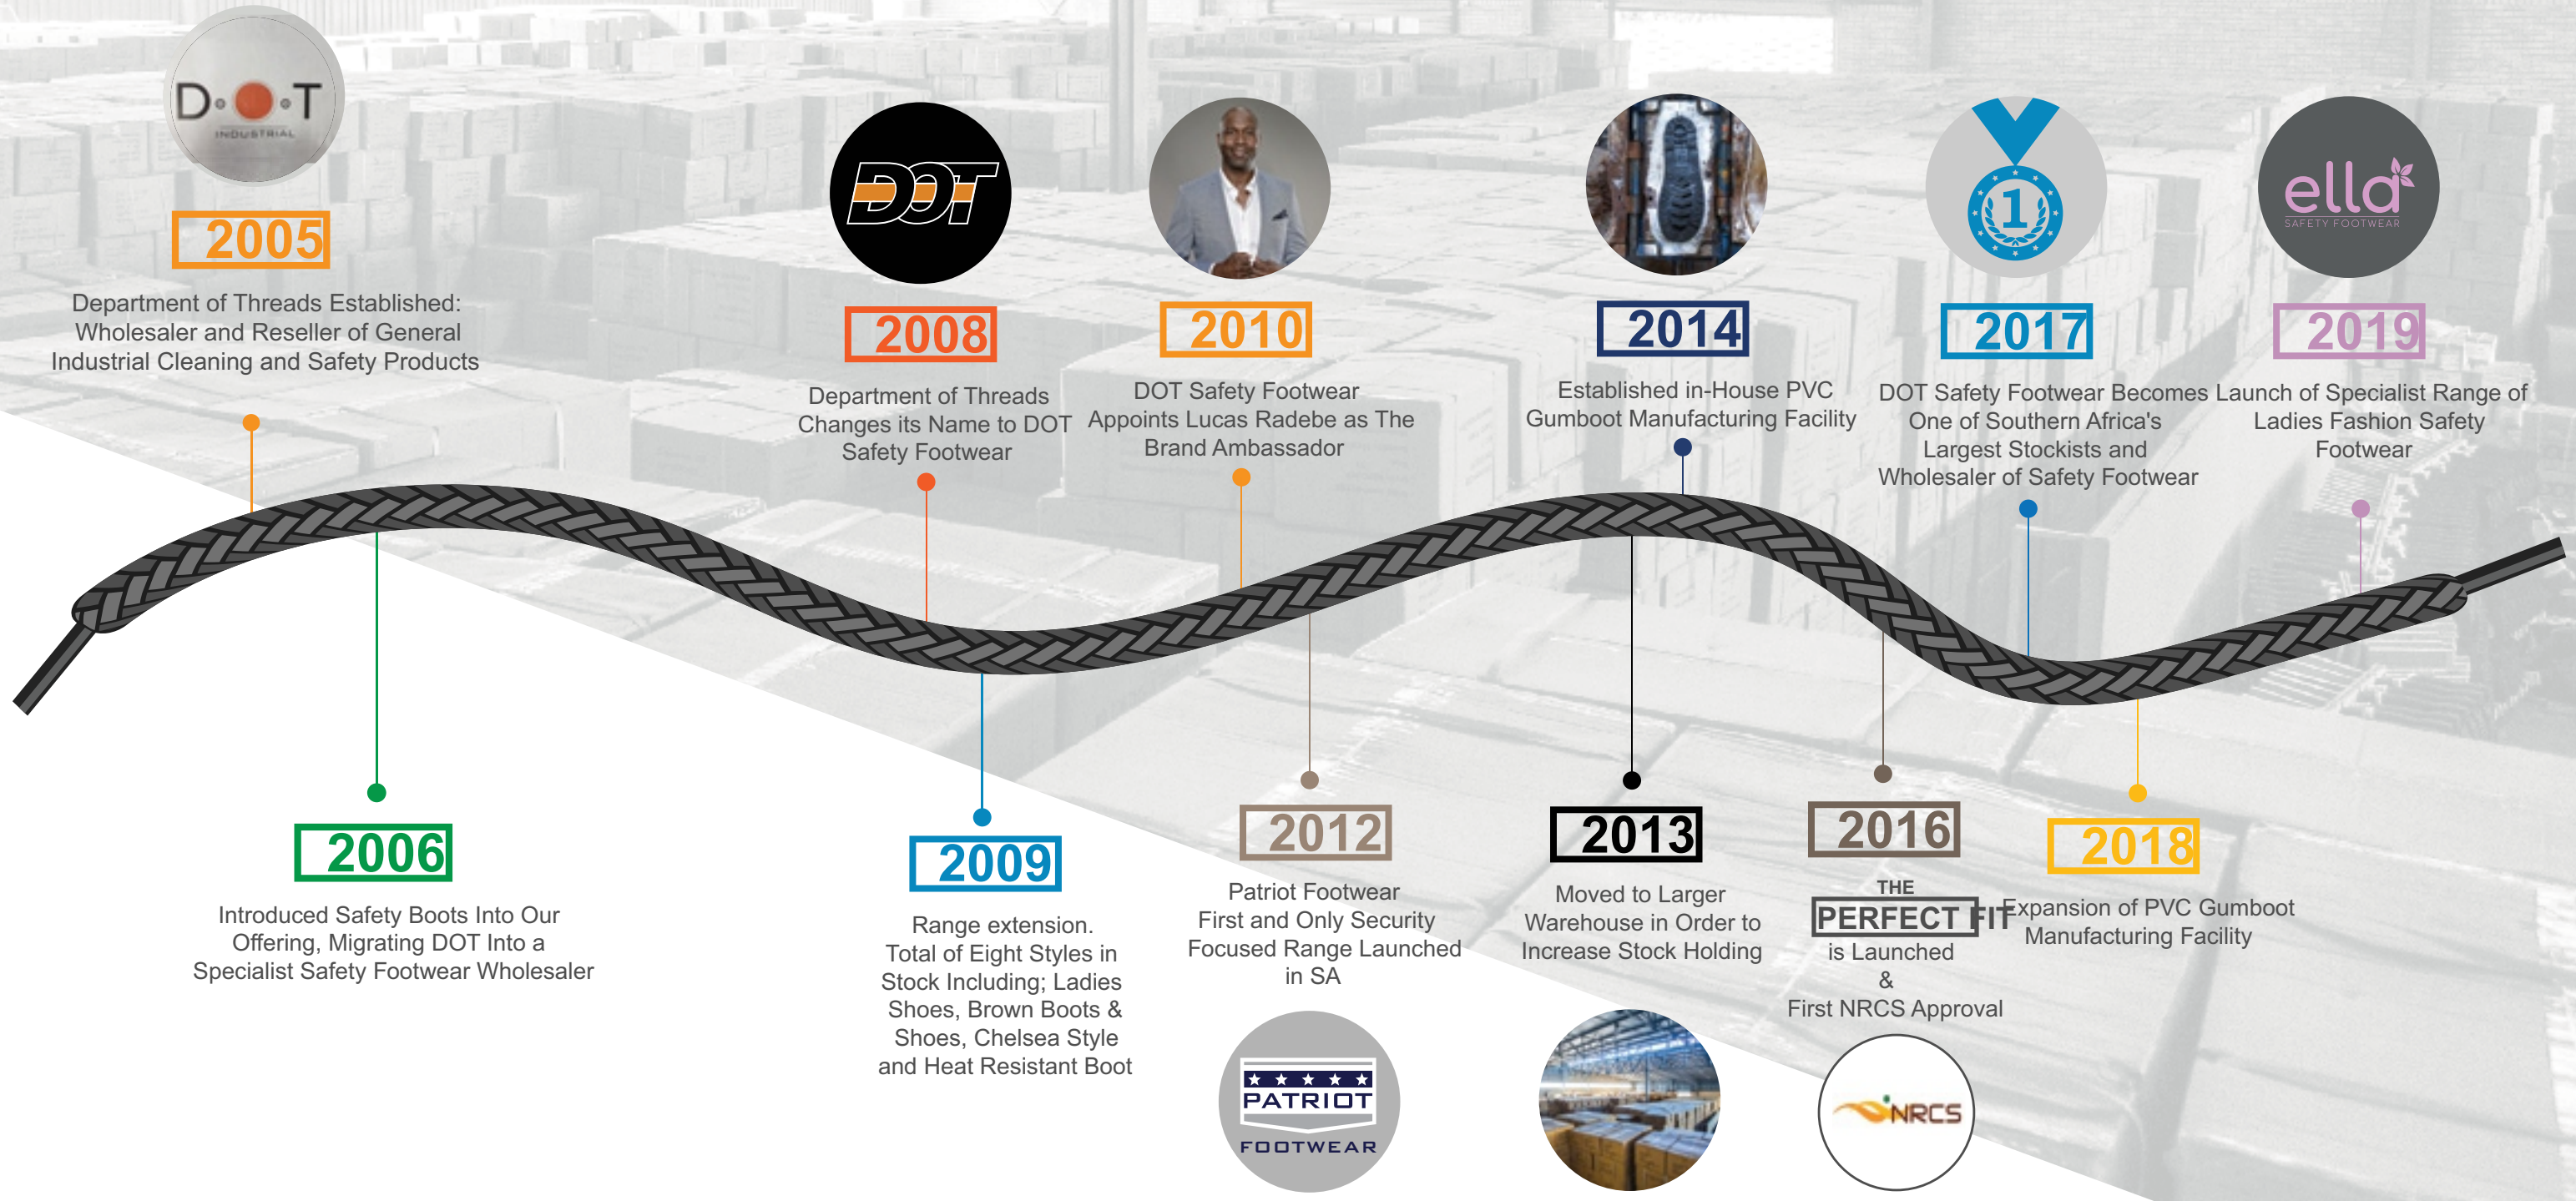 D·O·T
INDUSTRIAL
2005
Department of Threads Established:
Wholesaler and Reseller of General
Industrial Cleaning and Safety Products
2006
Introduced Safety Boots Into Our
Offering, Migrating DOT Into a
Specialist Safety Footwear Wholesaler
DOT
2008
Department of Threads
Changes its Name to DOT
Safety Footwear
2009
Range extension.
Total of Eight Styles in
Stock Including; Ladies
Shoes, Brown Boots &
Shoes, Chelsea Style
and Heat Resistant Boot
2010
DOT Safety Footwear
Appoints Lucas Radebe as The
Brand Ambassador
2012
Patriot Footwear
First and Only Security
Focused Range Launched
in SA
PATRIOT
FOOTWEAR
2013
Moved to Larger
Warehouse in Order to
Increase Stock Holding
2014
Established in-House PVC
Gumboot Manufacturing Facility
2016
THE
PERFECT FIT
is Launched
&
First NRCS Approval
NRCS
1
2017
DOT Safety Footwear Becomes
One of Southern Africa's
Largest Stockists and
Wholesaler of Safety Footwear
2018
Expansion of PVC Gumboot
Manufacturing Facility
ella
SAFETY FOOTWEAR
2019
Launch of Specialist Range of
Ladies Fashion Safety
Footwear